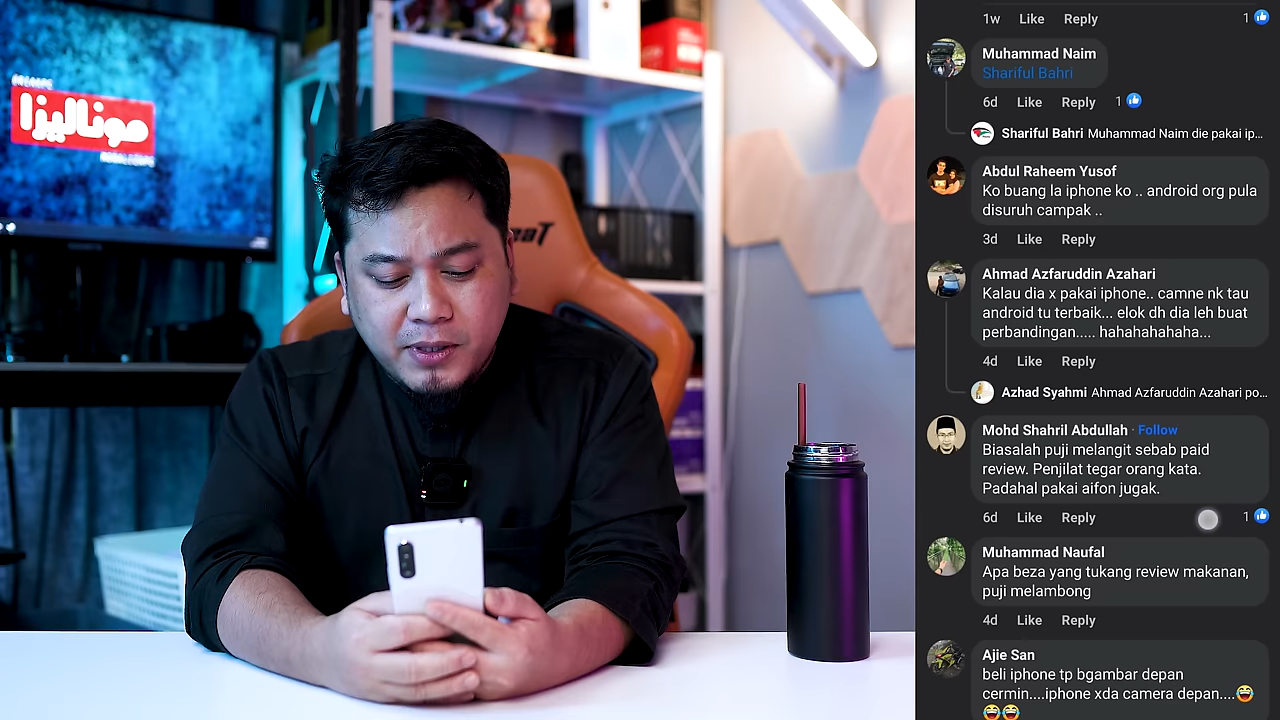 مونوليزا
1w Like Reply 1
Muhammad Naim
Shariful Bahri
6d Like Reply 1
Shariful Bahri Muhammad Naim die pakai ip...
Abdul Raheem Yusof
Ko buang la iphone ko .. android org pula
disuruh campak ..
3d Like Reply
Ahmad Azfaruddin Azahari
Kalau dia x pakai iphone.. camne nk tau
android tu terbaik... elok dh dia leh buat
perbandingan..... hahahahahaha...
4d Like Reply
Azhad Syahmi Ahmad Azfaruddin Azahari po...
Mohd Shahril Abdullah · Follow
Biasalah puji melangit sebab paid
review. Penjilat tegar orang kata.
Padahal pakai aifon jugak.
6d Like Reply 1
Muhammad Naufal
Apa beza yang tukang review makanan,
puji melambong
4d Like Reply
Ajie San
beli iphone tp bgambar depan
cermin....iphone xda camera depan....😂
😂😂